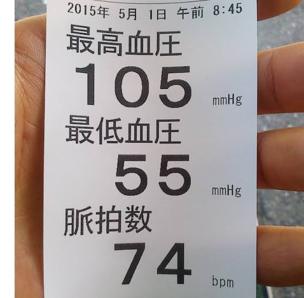 2015年 5月 1日 午前 8:45
最高血圧
105 mmHg
最低血圧
55 mmHg
脈拍数
74 bpm